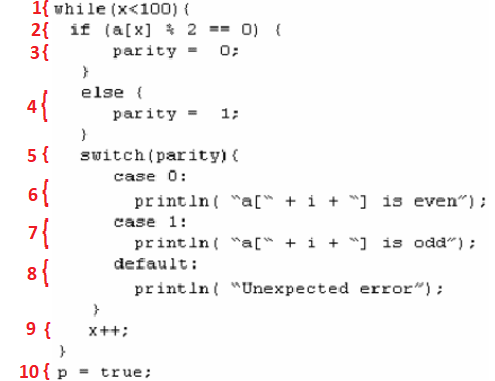 1{ while(x<100){
2{ if (a[x] % 2 == 0) {
3{ parity = 0;
}
4{ else {
parity = 1;
}
5{ switch(parity){
6{ case 0:
println( "a[" + i + "] is even");
7{ case 1:
println( "a[" + i + "] is odd");
8{ default:
println( "Unexpected error");
}
9{ x++;
}
10{ p = true;